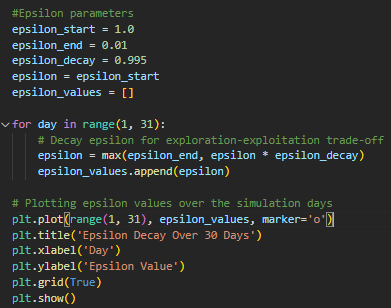 #Epsilon parameters
epsilon_start = 1.0
epsilon_end = 0.01
epsilon_decay = 0.995
epsilon = epsilon_start
epsilon_values = []
for day in range(1, 31):
# Decay epsilon for exploration-exploitation trade-off
epsilon = max(epsilon_end, epsilon * epsilon_decay)
epsilon_values.append(epsilon)
# Plotting epsilon values over the simulation days
plt.plot(range(1, 31), epsilon_values, marker='o')
plt.title('Epsilon Decay Over 30 Days')
plt.xlabel('Day')
plt.ylabel('Epsilon Value')
plt.grid(True)
plt.show()